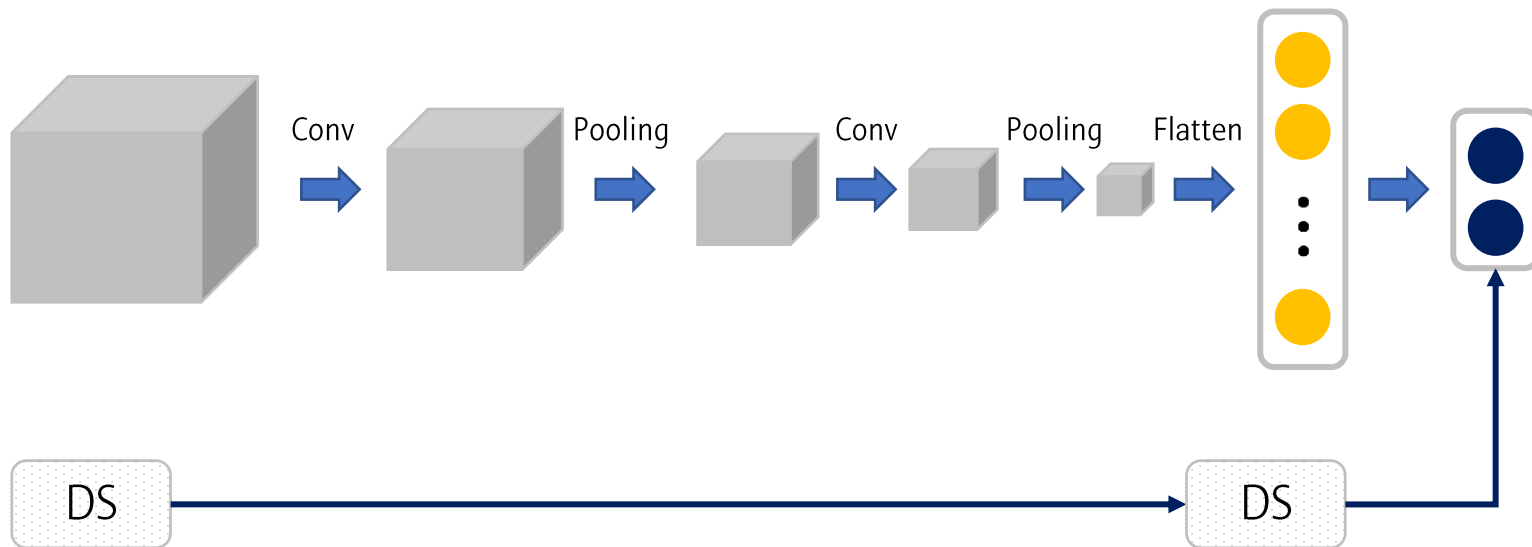 Conv
Pooling
Conv
Pooling
Flatten
DS
DS